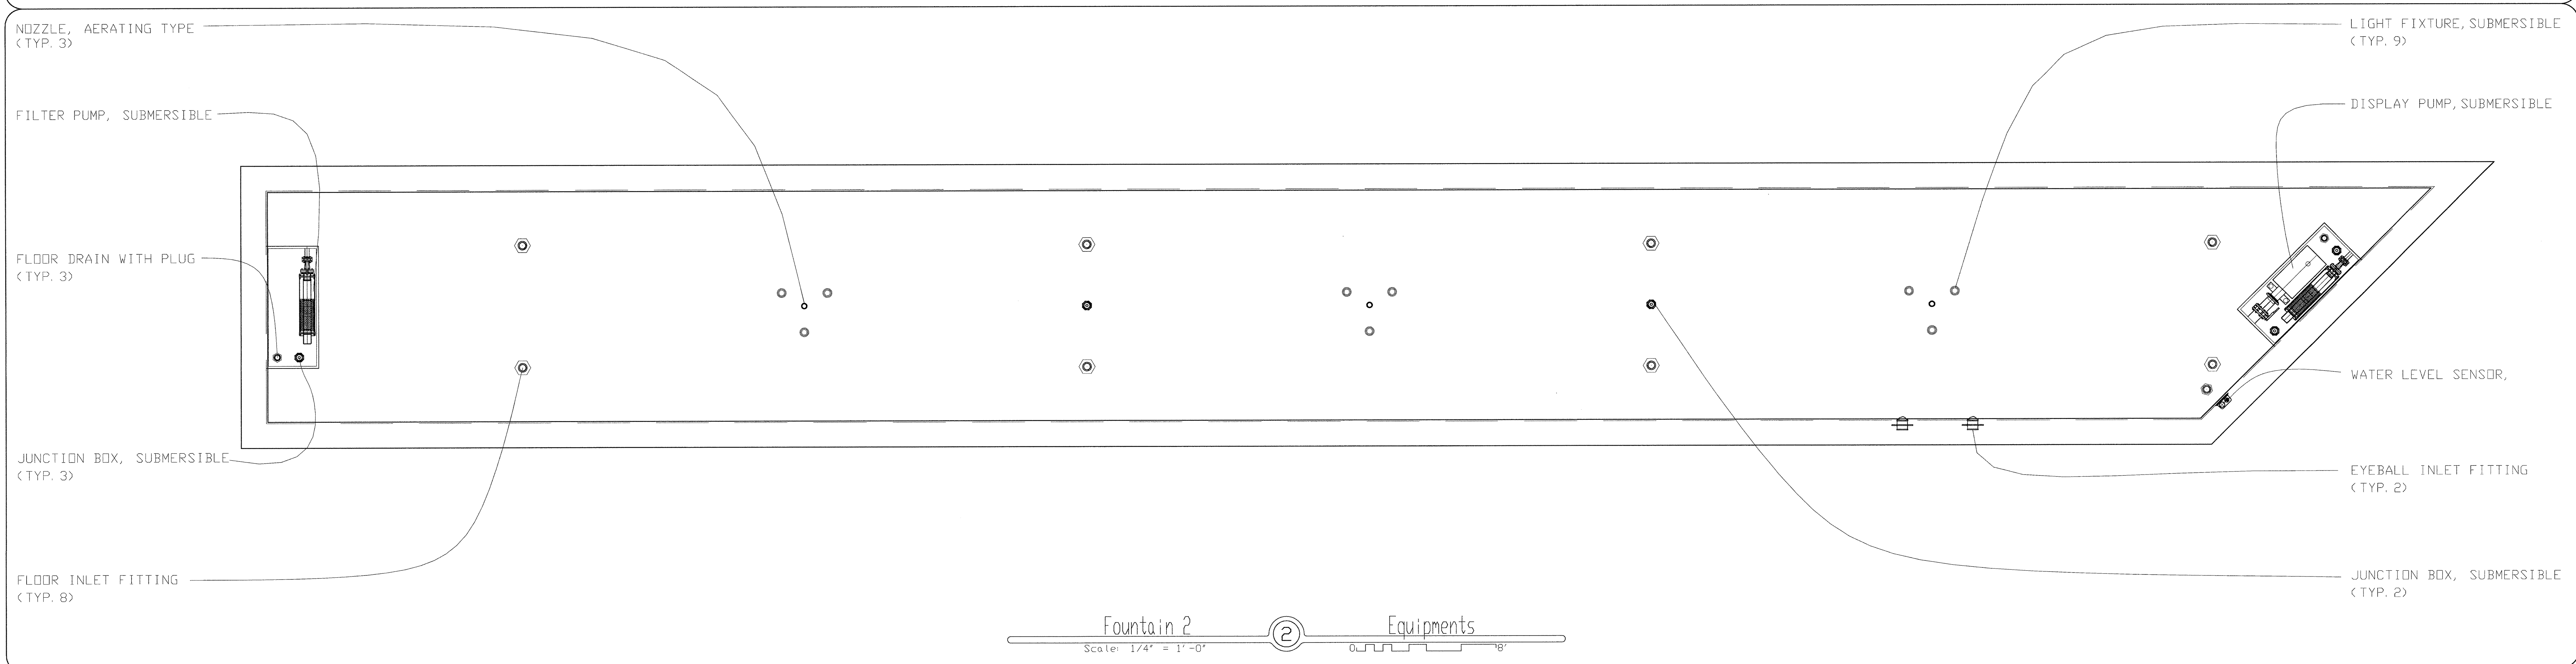 NOZZLE, AERATING TYPE
(TYP. 3)
FILTER PUMP, SUBMERSIBLE
FLOOR DRAIN WITH PLUG
(TYP. 3)
JUNCTION BOX, SUBMERSIBLE
(TYP. 3)
FLOOR INLET FITTING
(TYP. 8)
LIGHT FIXTURE, SUBMERSIBLE
(TYP. 9)
DISPLAY PUMP, SUBMERSIBLE
WATER LEVEL SENSOR,
EYEBALL INLET FITTING
(TYP. 2)
JUNCTION BOX, SUBMERSIBLE
(TYP. 2)
Fountain 2
2
Equipments
Scale: 1/4" = 1'-0"
0
8'